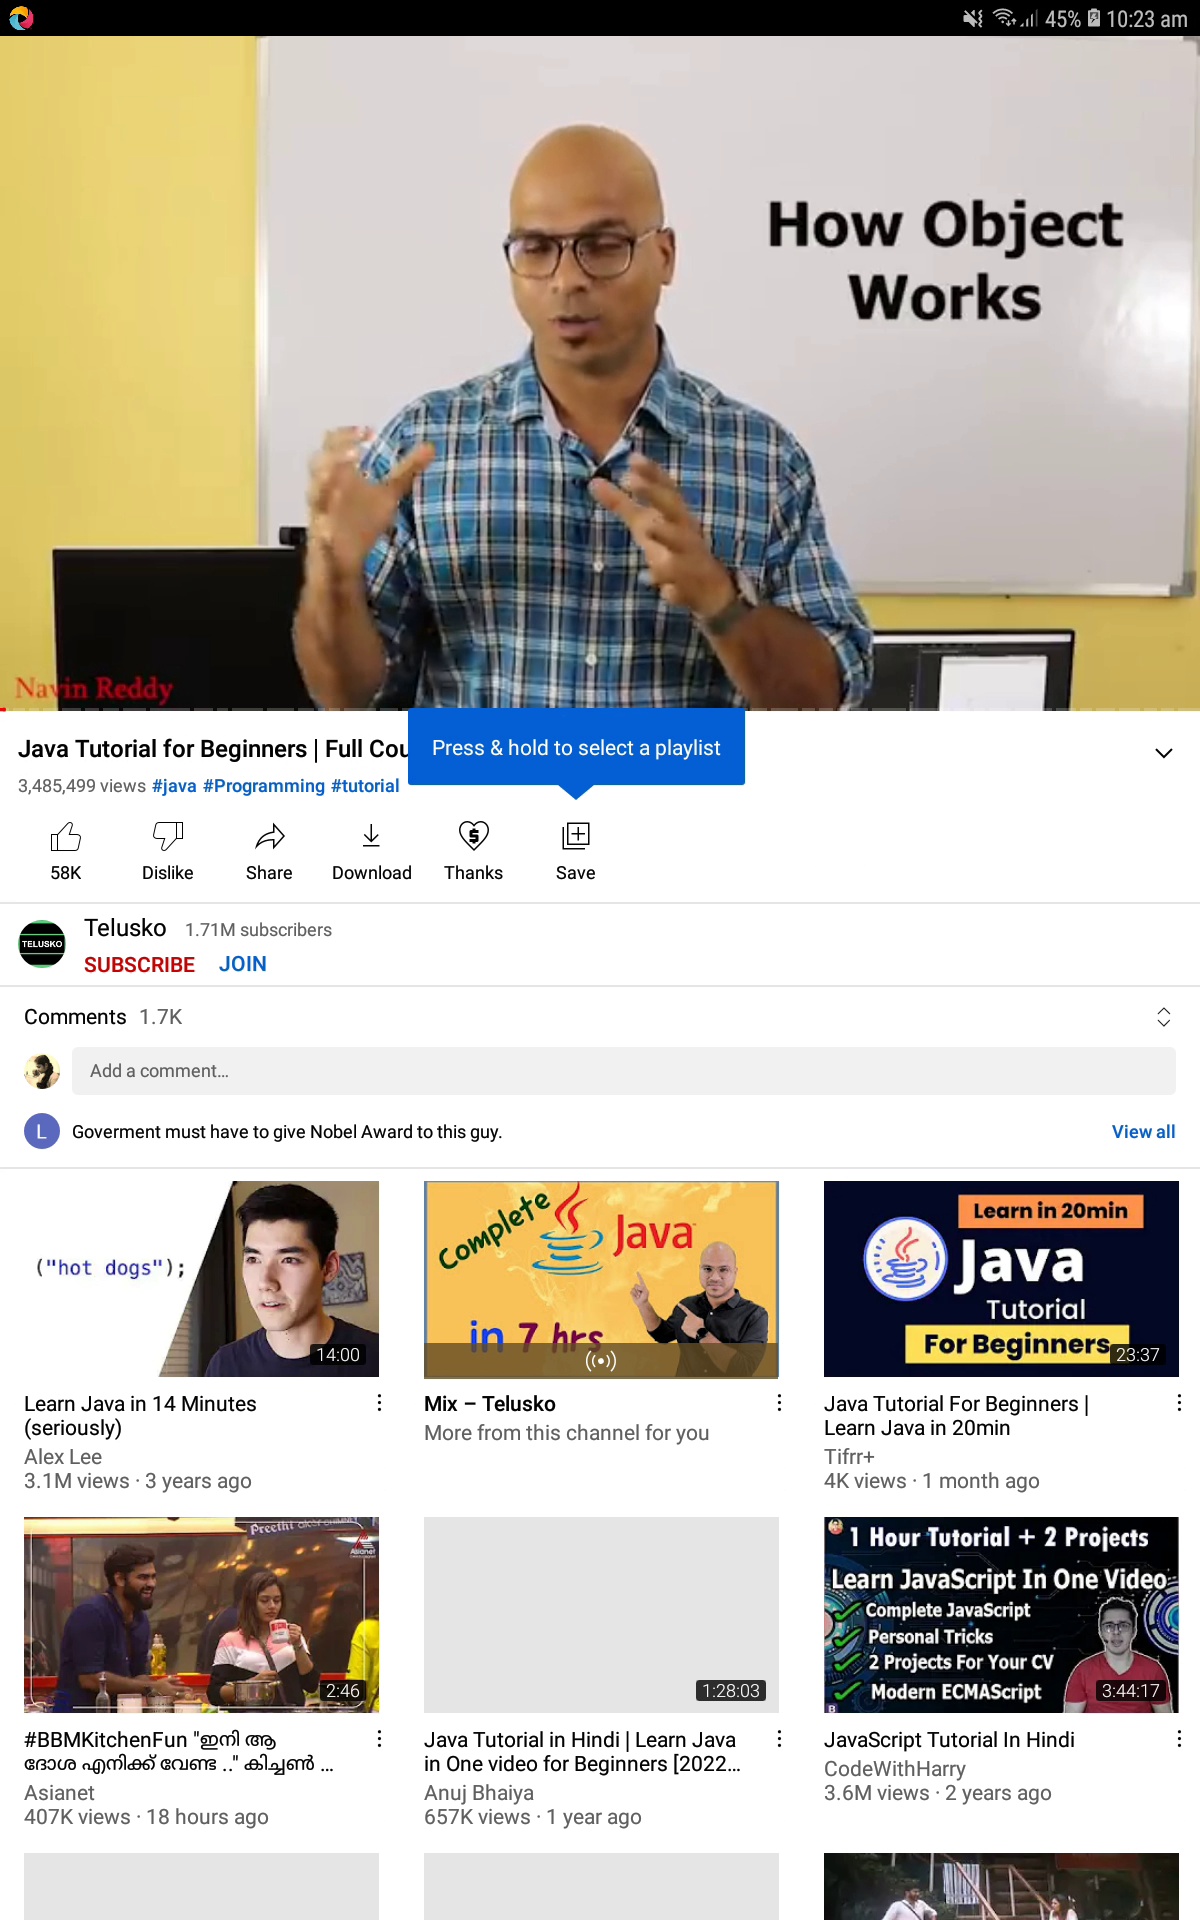 45% 10:23 am
How Object
Works
Navin Reddy
Java Tutorial for Beginners | Full Cou
Press & hold to select a playlist
3,485,499 views #java #Programming #tutorial
58K Dislike Share Download Thanks Save
TELUSKO
Telusko 1.71M subscribers
SUBSCRIBE JOIN
Comments 1.7K
Add a comment...
L Goverment must have to give Nobel Award to this guy. View all
("hot dogs");
14:00
Learn Java in 14 Minutes
(seriously)
Alex Lee
3.1M views · 3 years ago
Complete
Java
in 7 hrs
Mix – Telusko
More from this channel for you
Learn in 20min
Java
Tutorial
For Beginners
23:37
Java Tutorial For Beginners |
Learn Java in 20min
Tifrr+
4K views · 1 month ago
Preethi
Asianet
2:46
#BBMKitchenFun "ഇനി ആ
ദോശ എനിക്ക് വേണ്ട .." കിച്ചൺ ...
Asianet
407K views · 18 hours ago
1:28:03
Java Tutorial in Hindi | Learn Java
in One video for Beginners [2022...
Anuj Bhaiya
657K views · 1 year ago
1 Hour Tutorial + 2 Projects
Learn JavaScript In One Video
Complete JavaScript
Personal Tricks
2 Projects For Your CV
Modern ECMAScript
3:44:17
JavaScript Tutorial In Hindi
CodeWithHarry
3.6M views · 2 years ago